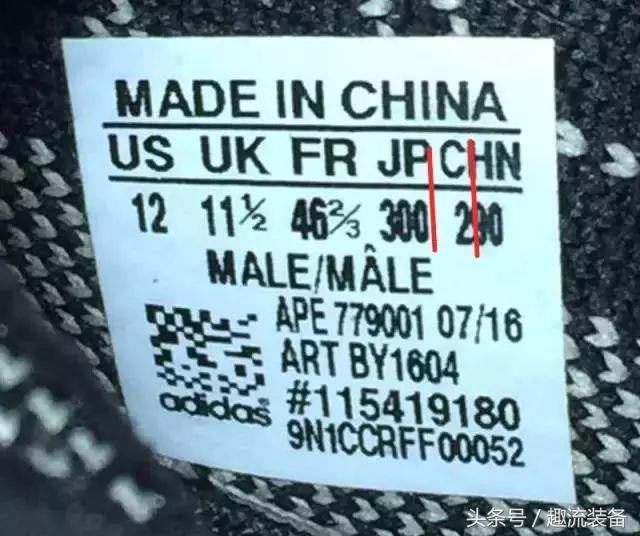 MADE IN CHINA
US UK FR JP CHN
12 11½ 46⅔ 300 290
MALE/MÂLE
APE 779001 07/16
ART BY1604
adidas® #115419180
9N1CCRFF00052
头条号 / 趣流装备